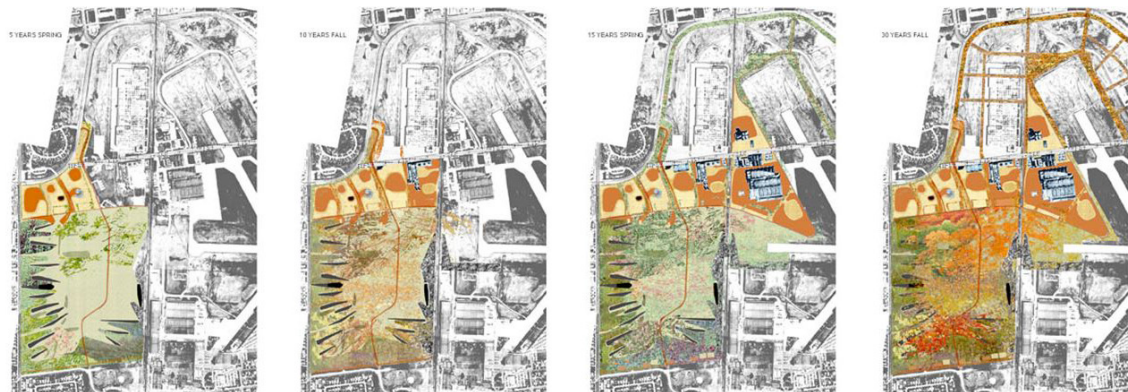 5 YEARS SPRING
10 YEARS FALL
15 YEARS SPRING
30 YEARS FALL